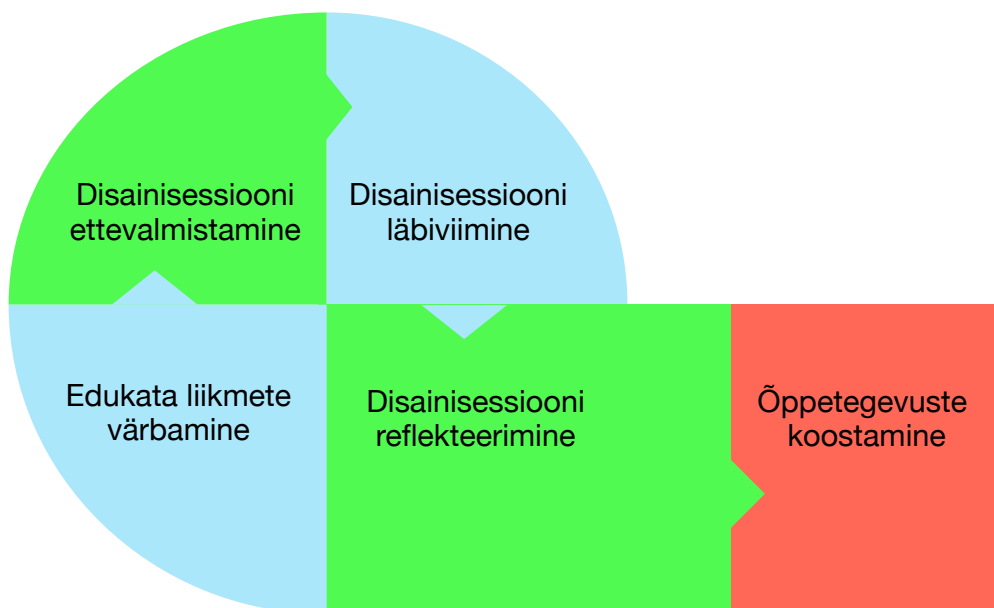 Disainisessiooni
ettevalmistamine
Disainisessiooni
läbiviimine
Edukata liikmete
värbamine
Disainisessiooni
reflekteerimine
Õppetegevuste
koostamine